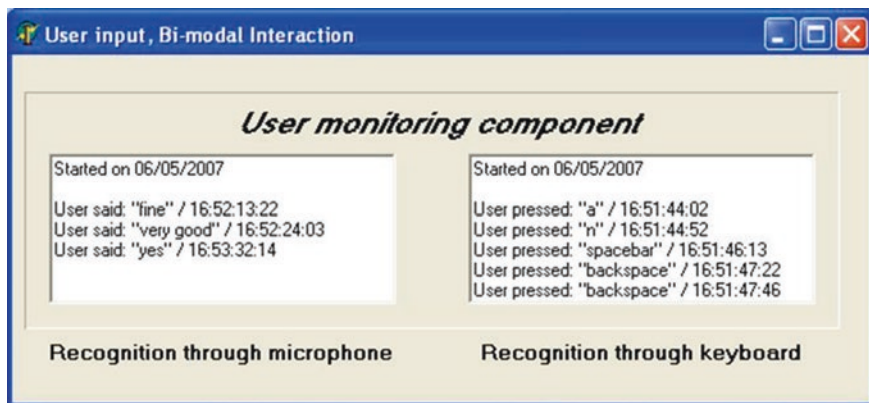 User input, Bi-modal Interaction
User monitoring component
Started on 06/05/2007
User said: "fine" / 16:52:13:22
User said: "very good" / 16:52:24:03
User said: "yes" / 16:53:32:14
Recognition through microphone
Started on 06/05/2007
User pressed: "a" / 16:51:44:02
User pressed: "n" / 16:51:44:52
User pressed: "spacebar" / 16:51:46:13
User pressed: "backspace" / 16:51:47:22
User pressed: "backspace" / 16:51:47:46
Recognition through keyboard